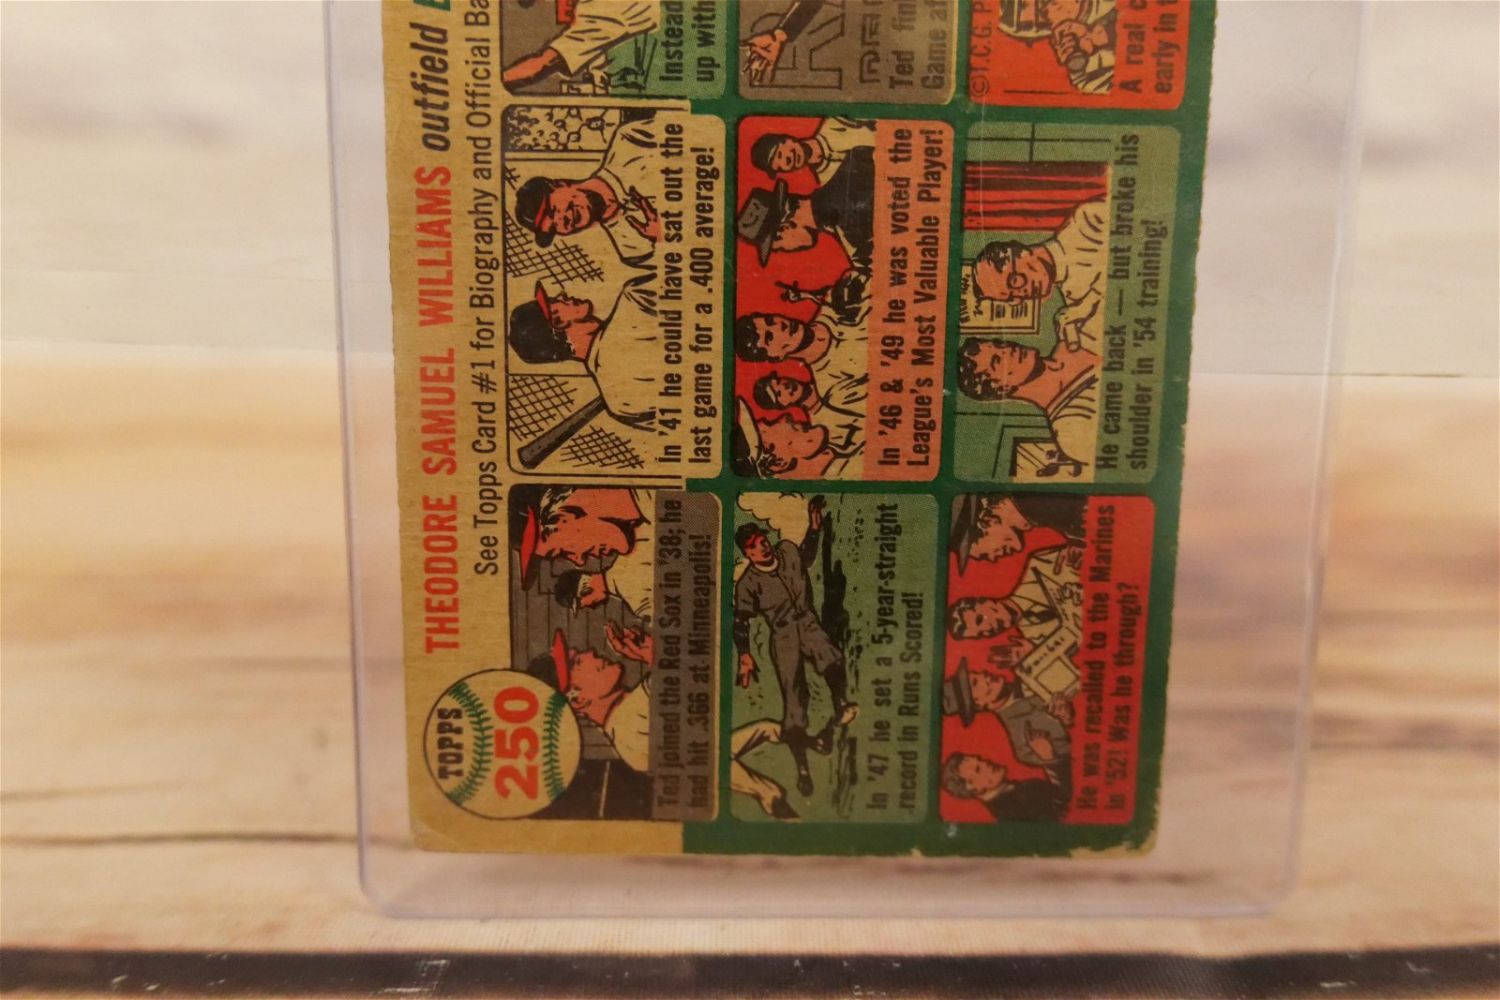 TOPPS
250
THEODORE SAMUEL WILLIAMS outfield
See Topps Card #1 for Biography and Official Ba
Ted joined the Red Sox in '38; he
had hit .366 at Minneapolis!
In '41 he could have sat out the
last game for a .400 average!
Instead
up with
In '47 he set a 5-year-straight
record in Runs Scored!
In '46 & '49 he was voted the
League's Most Valuable Player!
Ted fin
Game af
He was recalled to the Marines
in '52! Was he through?
He came back — but broke his
shoulder in '54 training!
A real c
early in t
© T.C.G. P